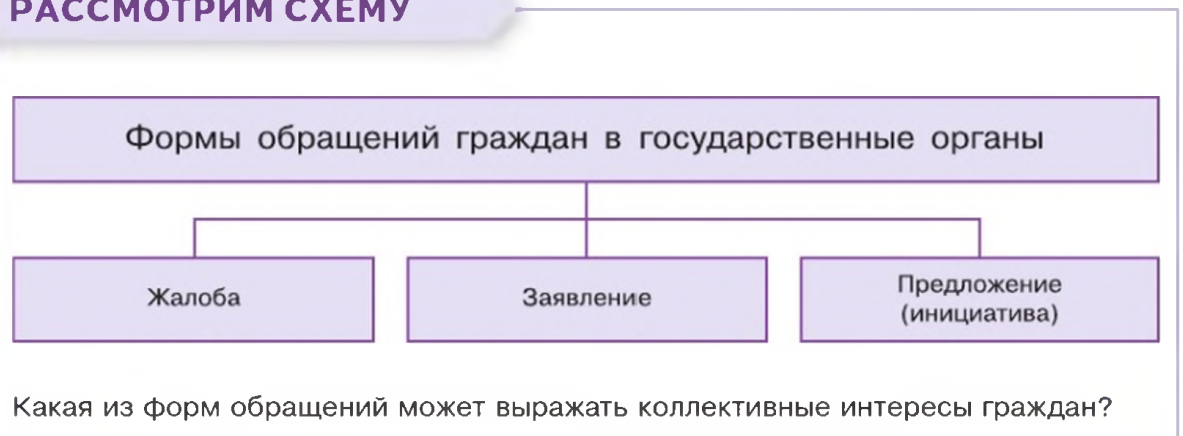 РАССМОТРИМ СХЕМУ
Формы обращений граждан в государственные органы
Жалоба
Заявление
Предложение
(инициатива)
Какая из форм обращений может выражать коллективные интересы граждан?